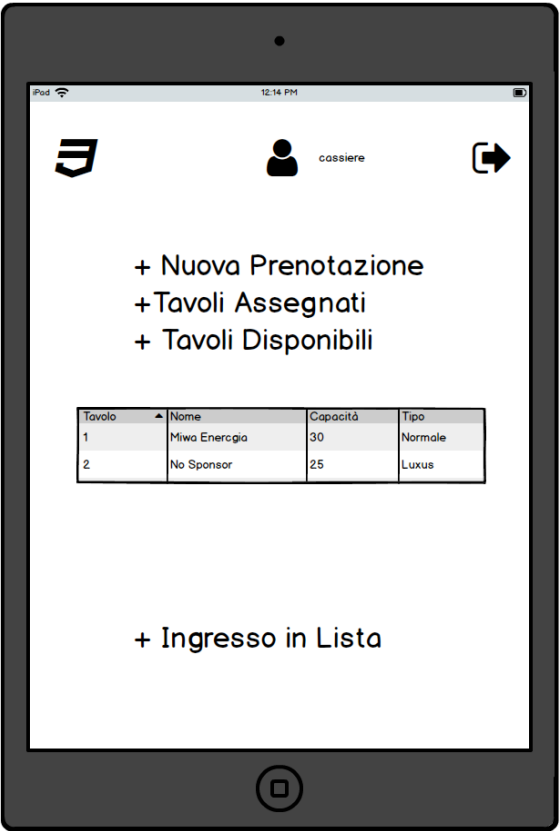 iPad 12:14 PM
cassiere
+ Nuova Prenotazione
+Tavoli Assegnati
+ Tavoli Disponibili
Tavolo Nome Capacità Tipo
1 Miwa Enercgia 30 Normale
2 No Sponsor 25 Luxus
+ Ingresso in Lista